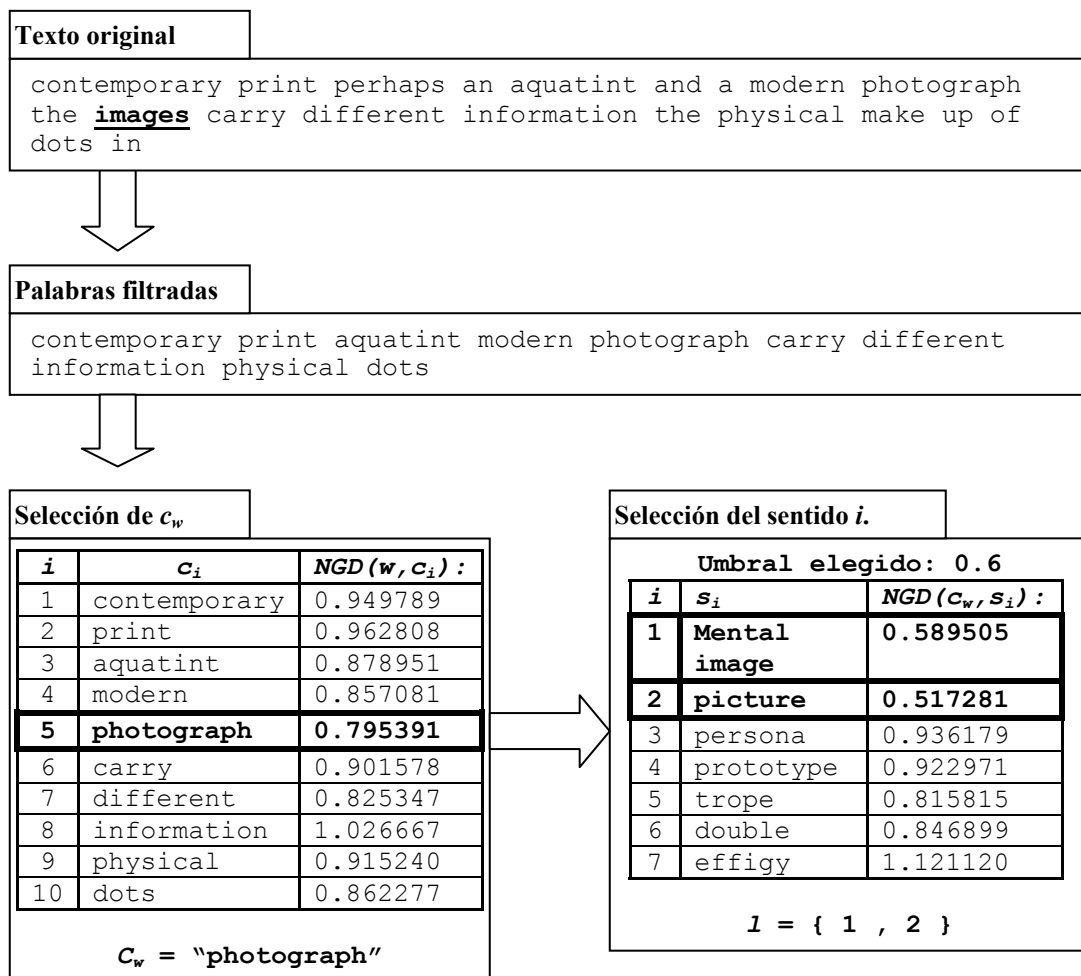 Texto original
contemporary print perhaps an aquatint and a modern photograph
the images carry different information the physical make up of
dots in
Palabras filtradas
contemporary print aquatint modern photograph carry different
information physical dots
Selección de c_w
i c_i NGD(w,c_i):
1 contemporary 0.949789
2 print 0.962808
3 aquatint 0.878951
4 modern 0.857081
5 photograph 0.795391
6 carry 0.901578
7 different 0.825347
8 information 1.026667
9 physical 0.915240
10 dots 0.862277
C_w = “photograph”
Selección del sentido i.
Umbral elegido: 0.6
i s_i NGD(c_w,s_i):
1 Mental 0.589505
image
2 picture 0.517281
3 persona 0.936179
4 prototype 0.922971
5 trope 0.815815
6 double 0.846899
7 effigy 1.121120
l = { 1 , 2 }